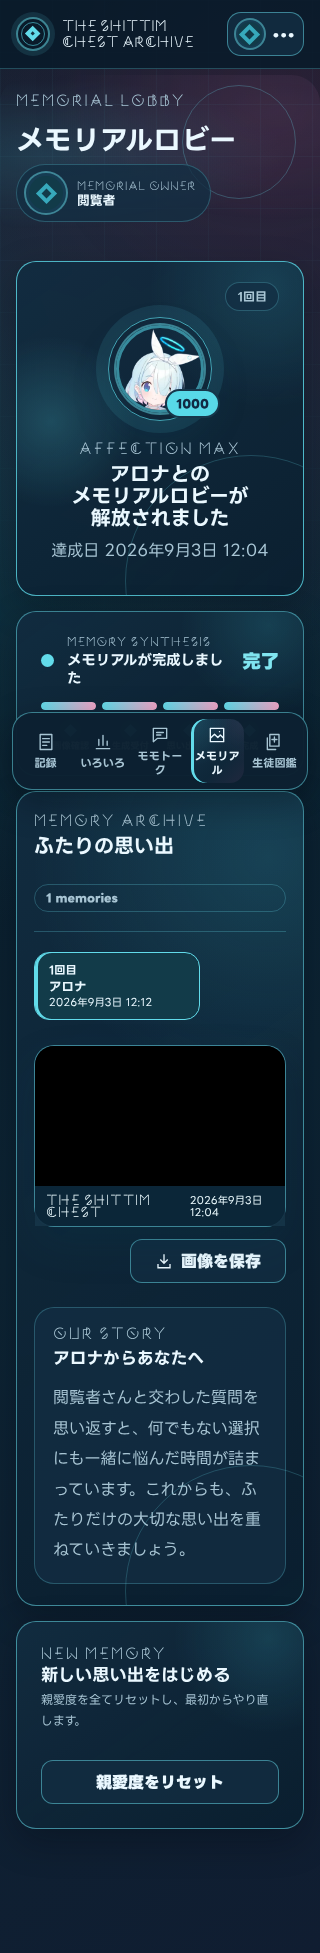 THE SHITTIM
CHEST ARCHIVE
MEMORIAL LOBBY
メモリアルロビー
MEMORIAL OWNER
閲覧者
1回目
1000
AFFECTION MAX
アロナとの
メモリアルロビーが
解放されました
達成日 2026年9月3日 12:04
MEMORY SYNTHESIS
メモリアルが完成しまし
た
完了
記録
いろいろ
モモトー
ク
メモリア
ル
生徒図鑑
MEMORY ARCHIVE
ふたりの思い出
1 memories
1回目
アロナ
2026年9月3日 12:12
THE SHITTIM
CHEST
2026年9月3日
12:04
画像を保存
OUR STORY
アロナからあなたへ
閲覧者さんと交わした質問を
思い返すと、何でもない選択
にも一緒に悩んだ時間が詰ま
っています。これからも、ふ
たりだけの大切な思い出を重
ねていきましょう。
NEW MEMORY
新しい思い出をはじめる
親愛度を全てリセットし、最初からやり直
します。
親愛度をリセット